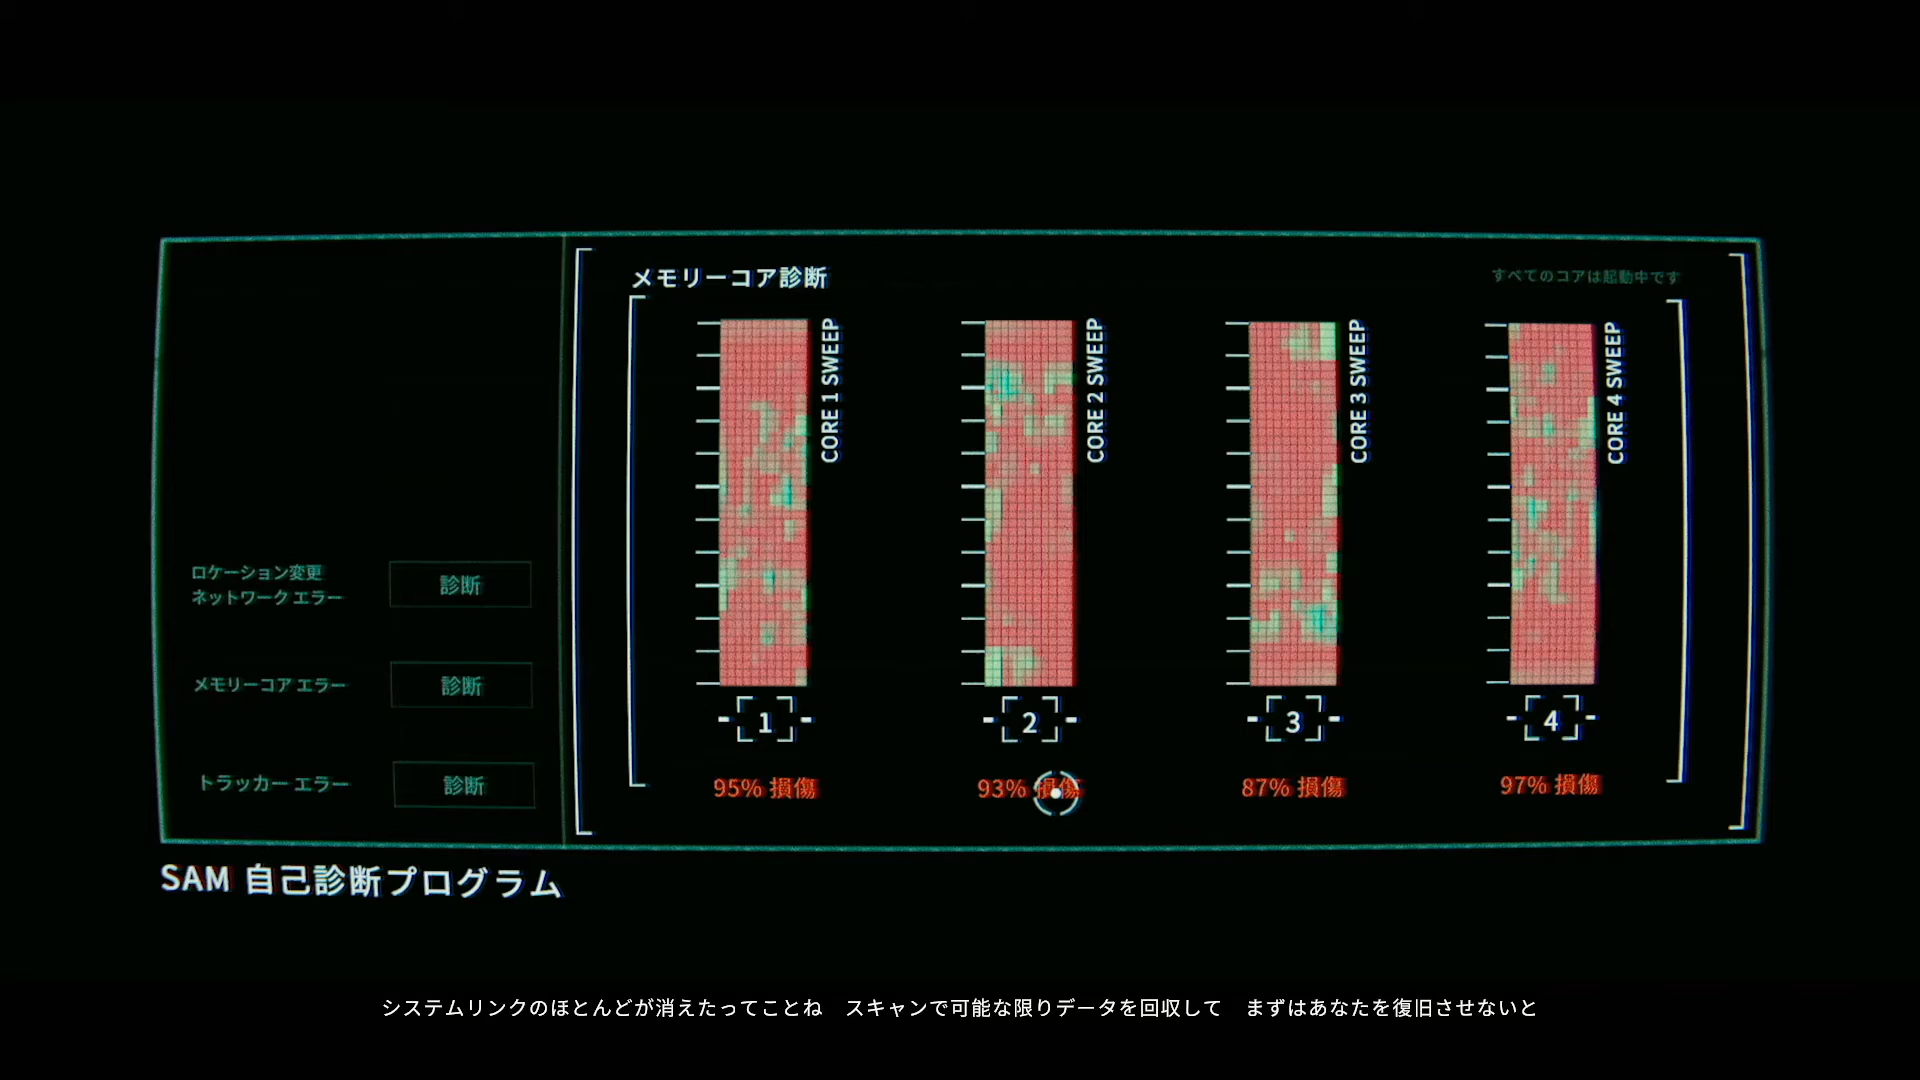 メモリーコア診断
すべてのコアは起動中です
CORE 1 SWEEP
CORE 2 SWEEP
CORE 3 SWEEP
CORE 4 SWEEP
1
2
3
4
95% 損傷
93% 損傷
87% 損傷
97% 損傷
ロケーション変更
ネットワーク エラー
診断
メモリーコア エラー
診断
トラッカー エラー
診断
SAM 自己診断プログラム
システムリンクのほとんどが消えたってことね　スキャンで可能な限りデータを回収して　まずはあなたを復旧させないと